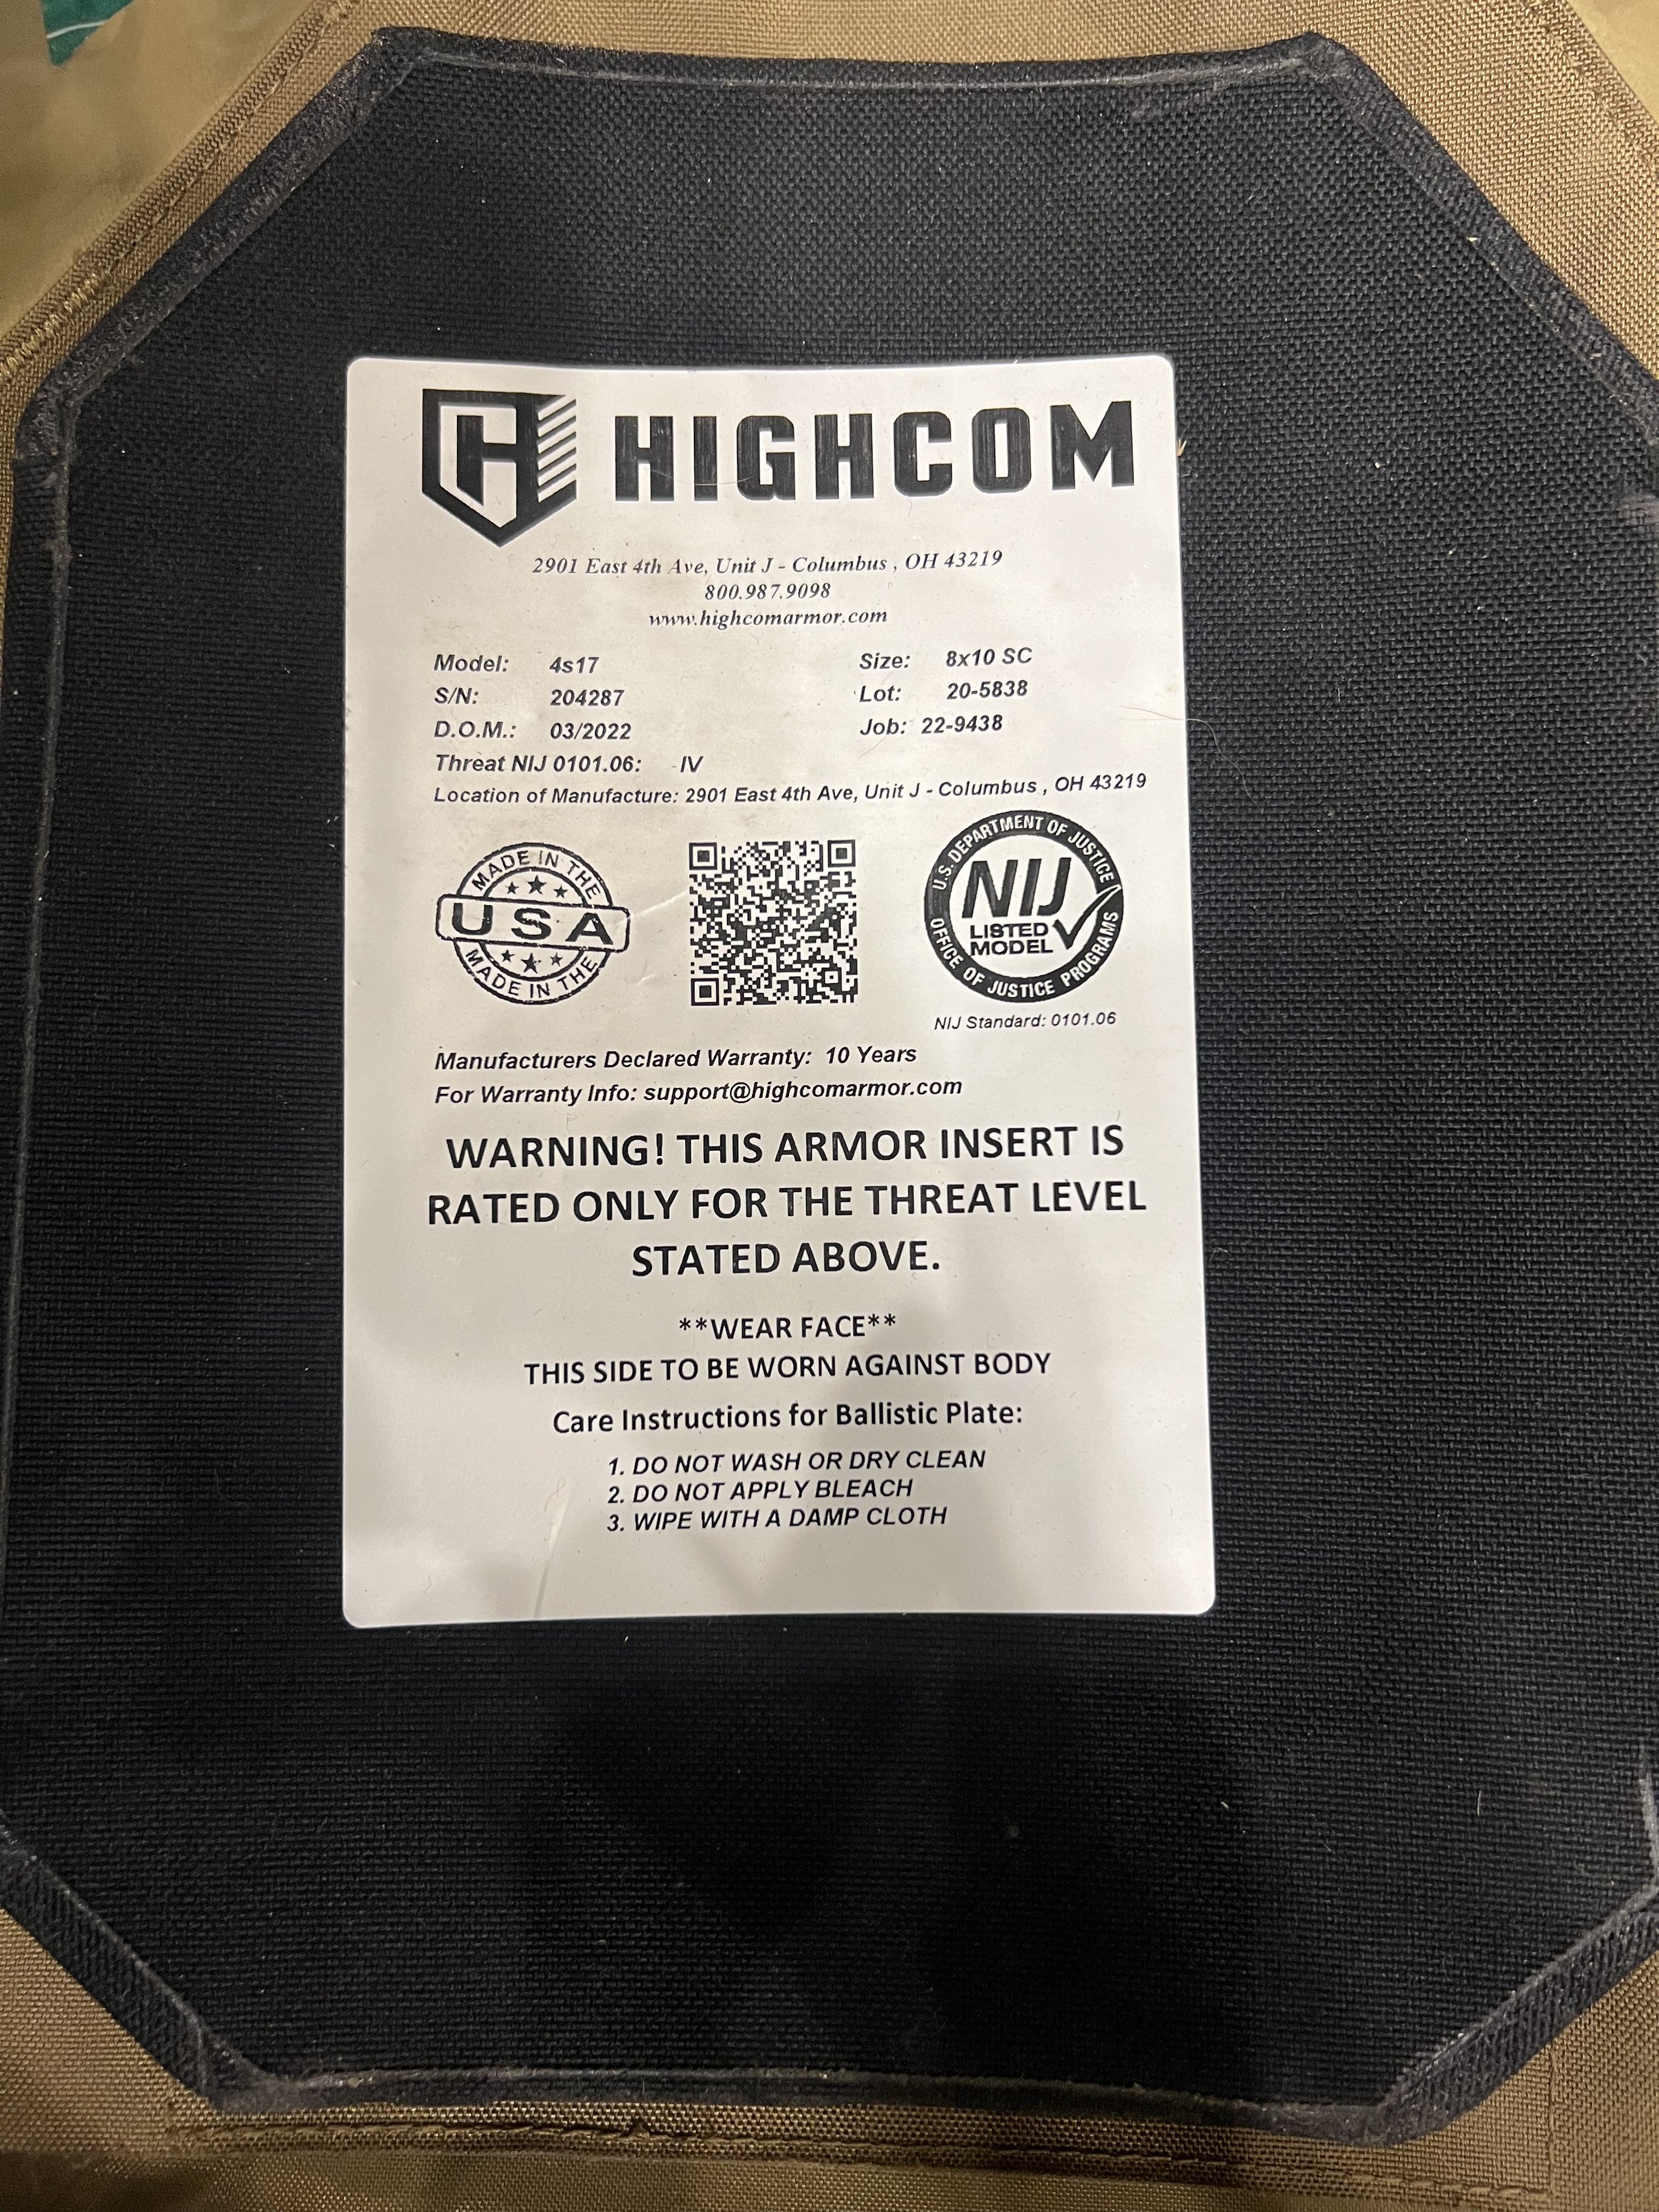 HIGHCOM
2901 East 4th Ave, Unit J - Columbus , OH 43219
800.987.9098
www.highcomarmor.com
Model: 4s17 Size: 8x10 SC
S/N: 204287 Lot: 20-5838
D.O.M.: 03/2022 Job: 22-9438
Threat NIJ 0101.06: IV
Location of Manufacture: 2901 East 4th Ave, Unit J - Columbus , OH 43219
MADE IN THE
USA
MADE IN THE
U.S. DEPARTMENT OF JUSTICE
NIJ
LISTED
MODEL
OFFICE OF JUSTICE PROGRAMS
NIJ Standard: 0101.06
Manufacturers Declared Warranty: 10 Years
For Warranty Info: support@highcomarmor.com
WARNING! THIS ARMOR INSERT IS
RATED ONLY FOR THE THREAT LEVEL
STATED ABOVE.
**WEAR FACE**
THIS SIDE TO BE WORN AGAINST BODY
Care Instructions for Ballistic Plate:
1. DO NOT WASH OR DRY CLEAN
2. DO NOT APPLY BLEACH
3. WIPE WITH A DAMP CLOTH